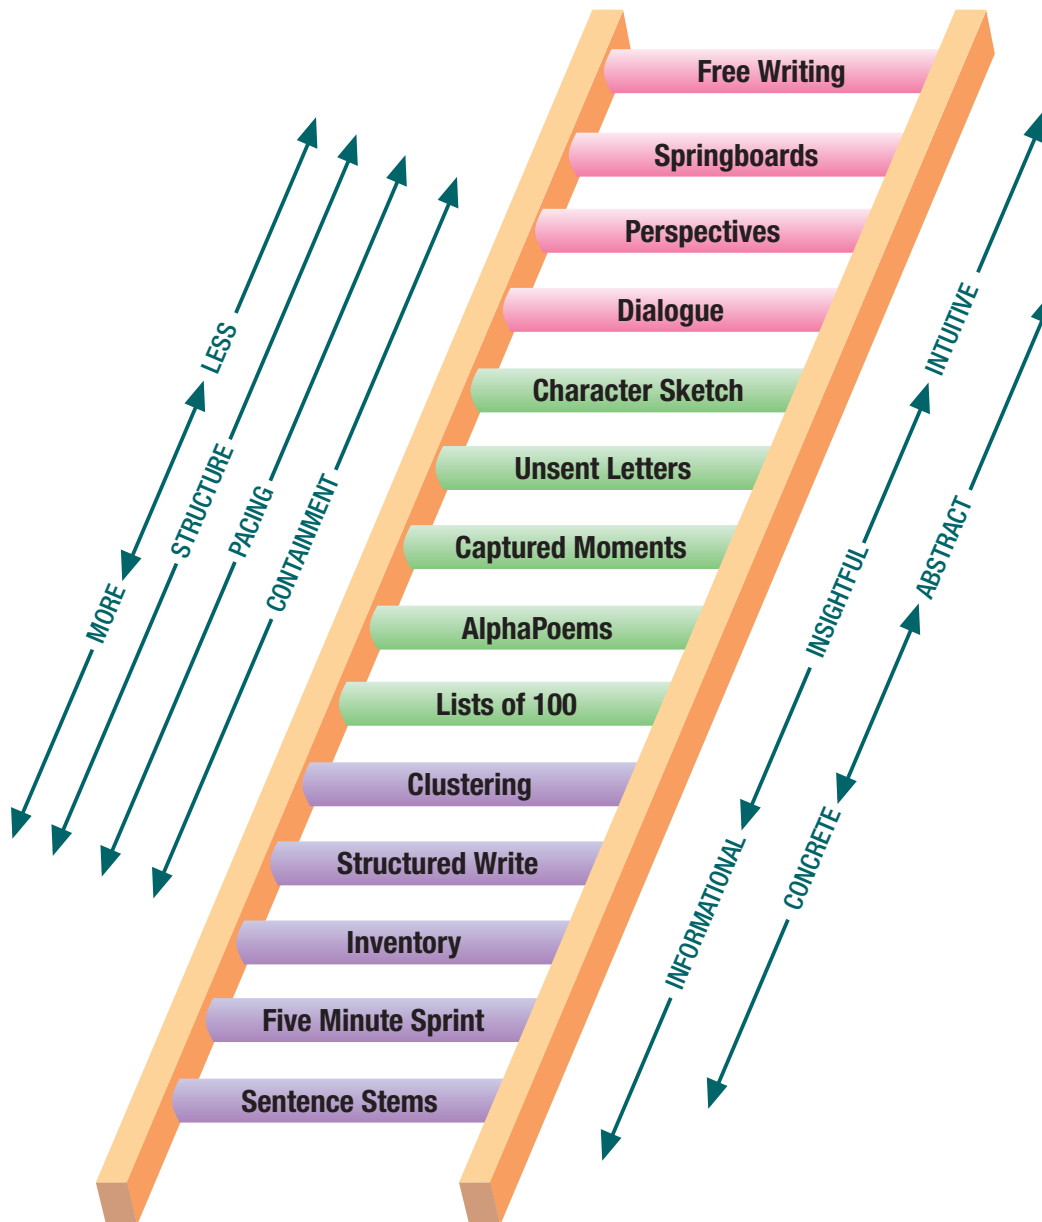 Free Writing
Springboards
Perspectives
Dialogue
Character Sketch
Unsent Letters
Captured Moments
AlphaPoems
Lists of 100
Clustering
Structured Write
Inventory
Five Minute Sprint
Sentence Stems
LESS
MORE
STRUCTURE
PACING
CONTAINMENT
INTUITIVE
INSIGHTFUL
INFORMATIONAL
ABSTRACT
CONCRETE